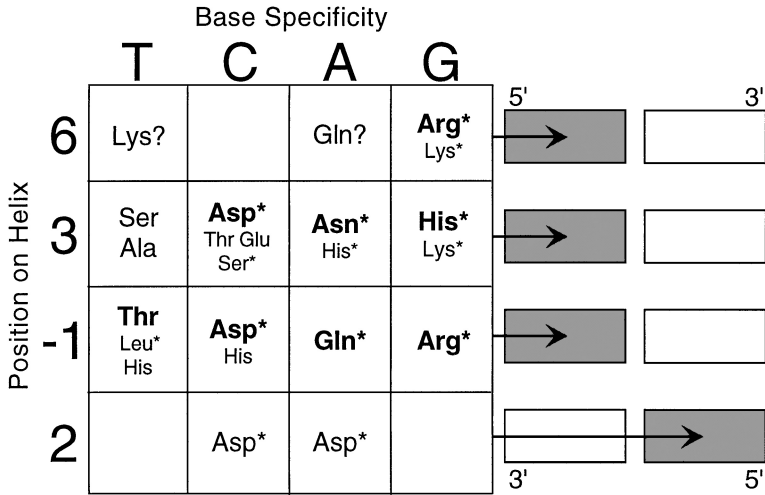 Base Specificity
T C A G
5' 3'
6 Lys? Gln? Arg*
Lys*
Position on Helix
3 Ser Asp* Asn* His*
Ala Thr Glu His* Lys*
Ser*
-1 Thr Asp* Gln* Arg*
Leu* His
His
2 Asp* Asp*
3' 5'